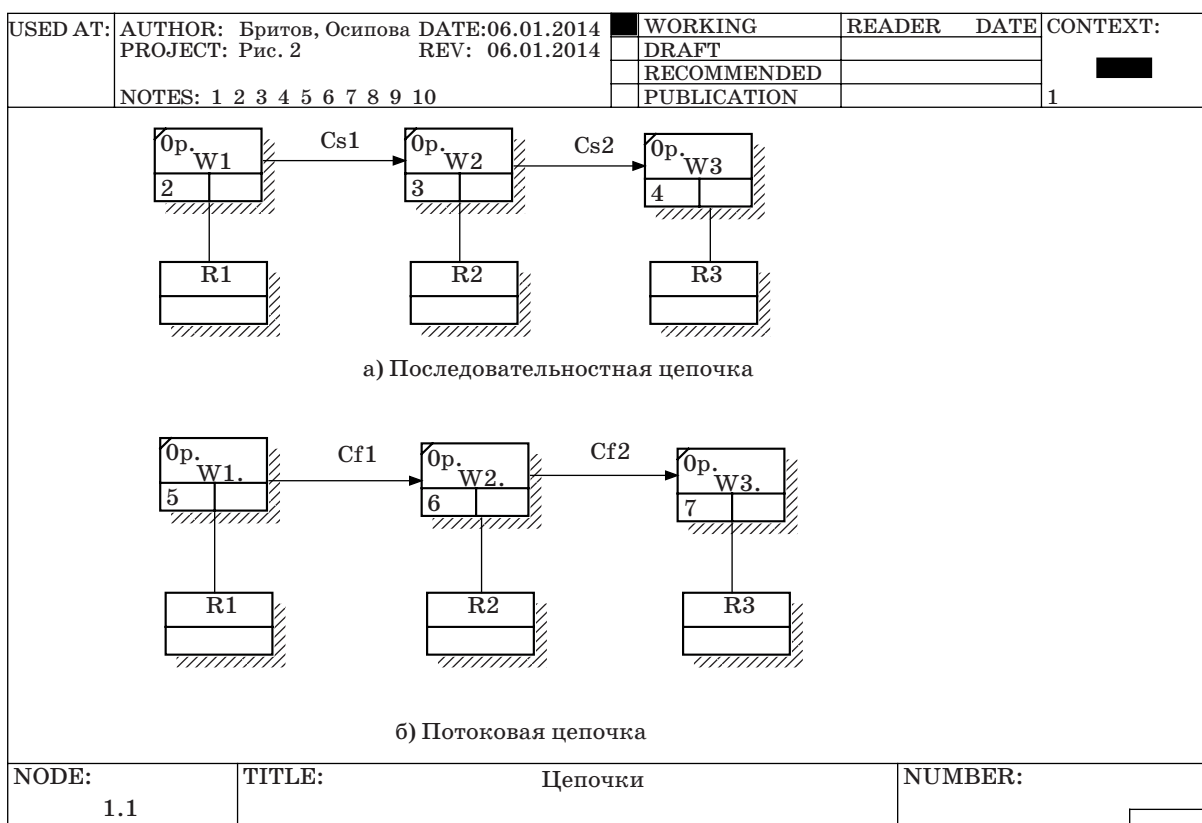 USED AT: AUTHOR: Бритов, Осипова DATE:06.01.2014 WORKING READER DATE CONTEXT:
PROJECT: Рис. 2 REV: 06.01.2014 DRAFT
RECOMMENDED
NOTES: 1 2 3 4 5 6 7 8 9 10 PUBLICATION 1
0р. W1 Cs1 0р. W2 Cs2 0р. W3
2 3 4
R1 R2 R3
а) Последовательностная цепочка
0р. W1. Cf1 0р. W2. Cf2 0р. W3.
5 6 7
R1 R2 R3
б) Потоковая цепочка
NODE: TITLE: Цепочки NUMBER:
1.1